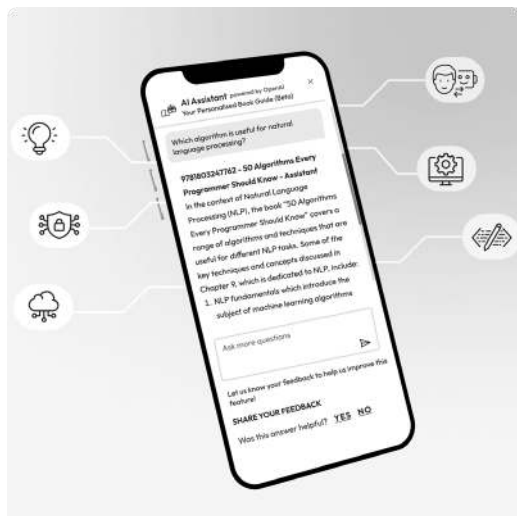 AI Assistant powered by OpenAI
Your Personalised Book Guide (Beta)
Which algorithm is useful for natural
language processing?
9781803247762 - 50 Algorithms Every
Programmer Should Know - Assistant
In the context of Natural Language
Processing (NLP), the book "50 Algorithms
Every Programmer Should Know" covers a
range of algorithms and techniques that are
useful for different NLP tasks. Some of the
key techniques and concepts discussed in
Chapter 9, which is dedicated to NLP, include:
1. NLP fundamentals which introduce the
subject of machine learning algorithms
Ask more questions
Let us know your feedback to help us improve this
feature!
SHARE YOUR FEEDBACK
Was this answer helpful? YES NO